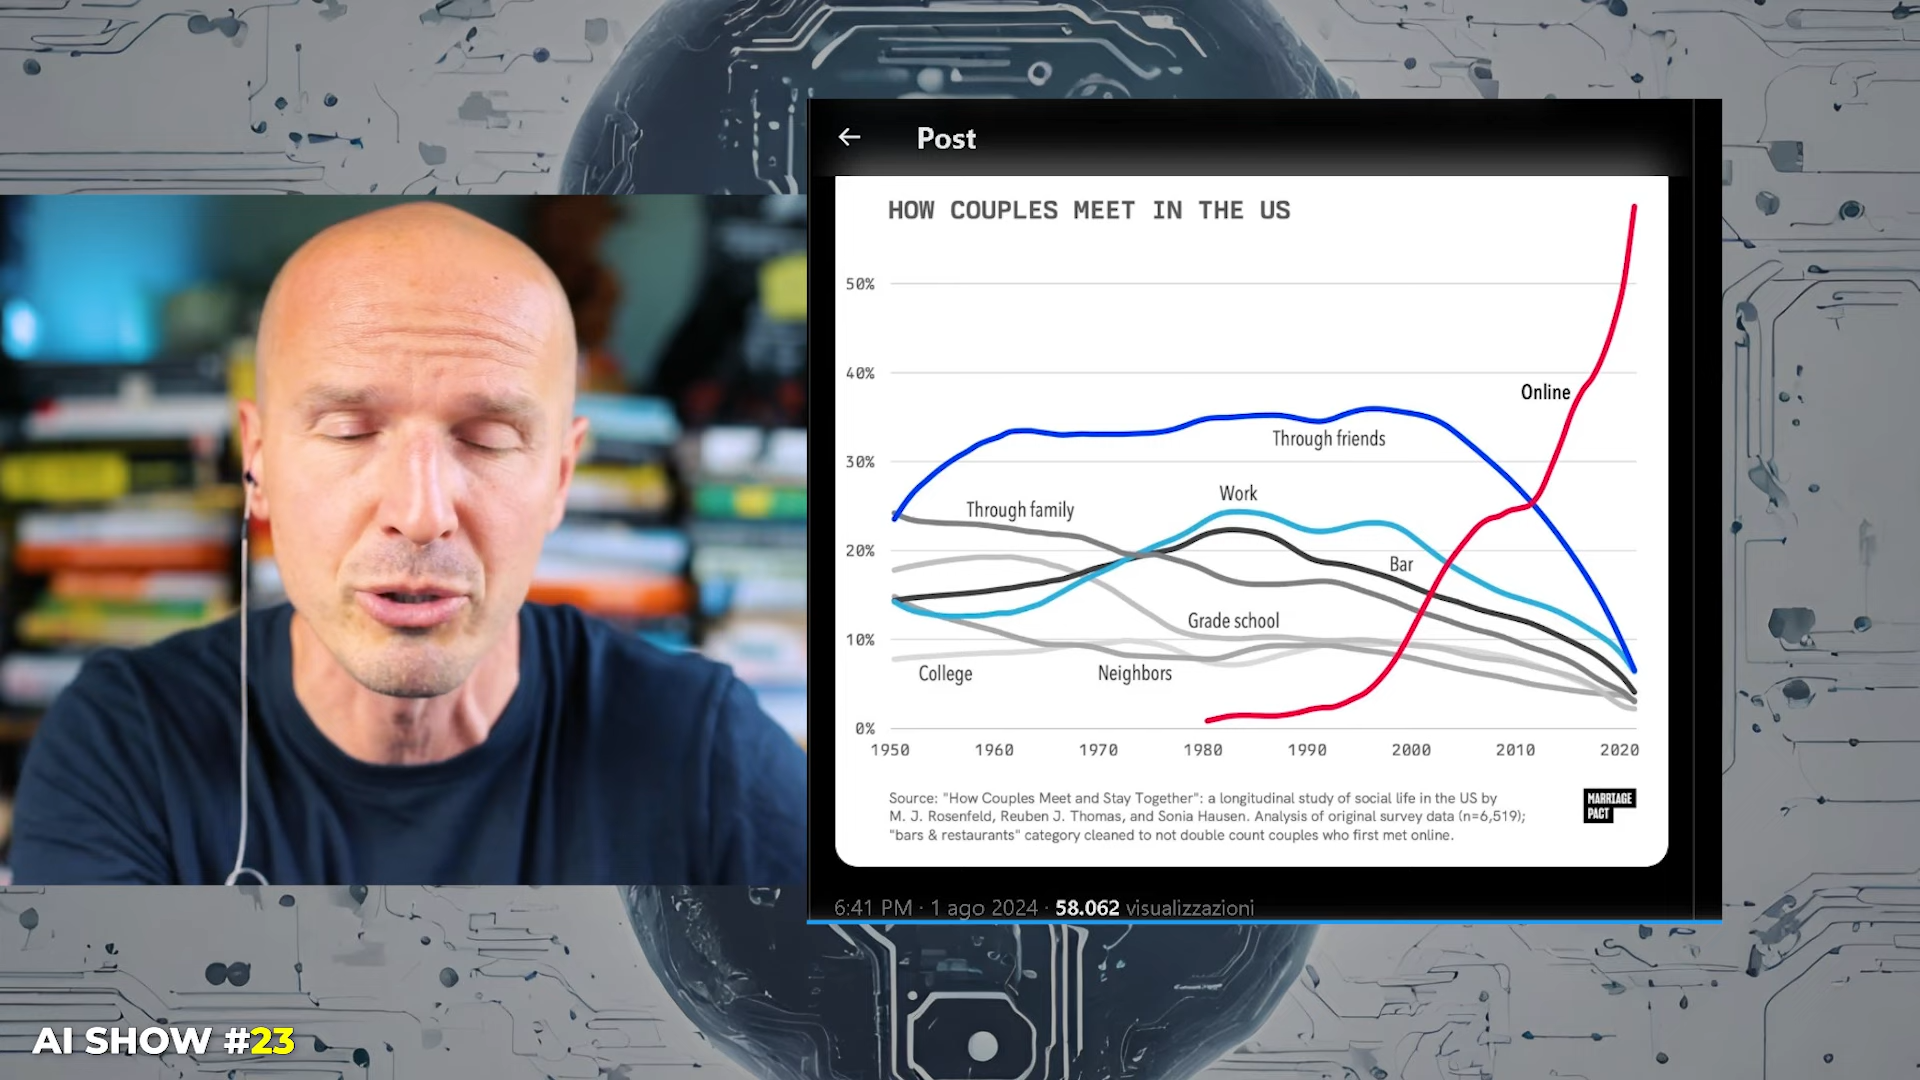 Post
HOW COUPLES MEET IN THE US
50%
40%
30%
20%
10%
0%
Online
Through friends
Work
Through family
Bar
Grade school
College
Neighbors
1950 1960 1970 1980 1990 2000 2010 2020
Source: "How Couples Meet and Stay Together": a longitudinal study of social life in the US by
M. J. Rosenfeld, Reuben J. Thomas, and Sonia Hausen. Analysis of original survey data (n=6,519);
"bars & restaurants" category cleaned to not double count couples who first met online.
MARRIAGE
PACT
6:41 PM · 1 ago 2024 · 58.062 visualizzazioni
AI SHOW #23